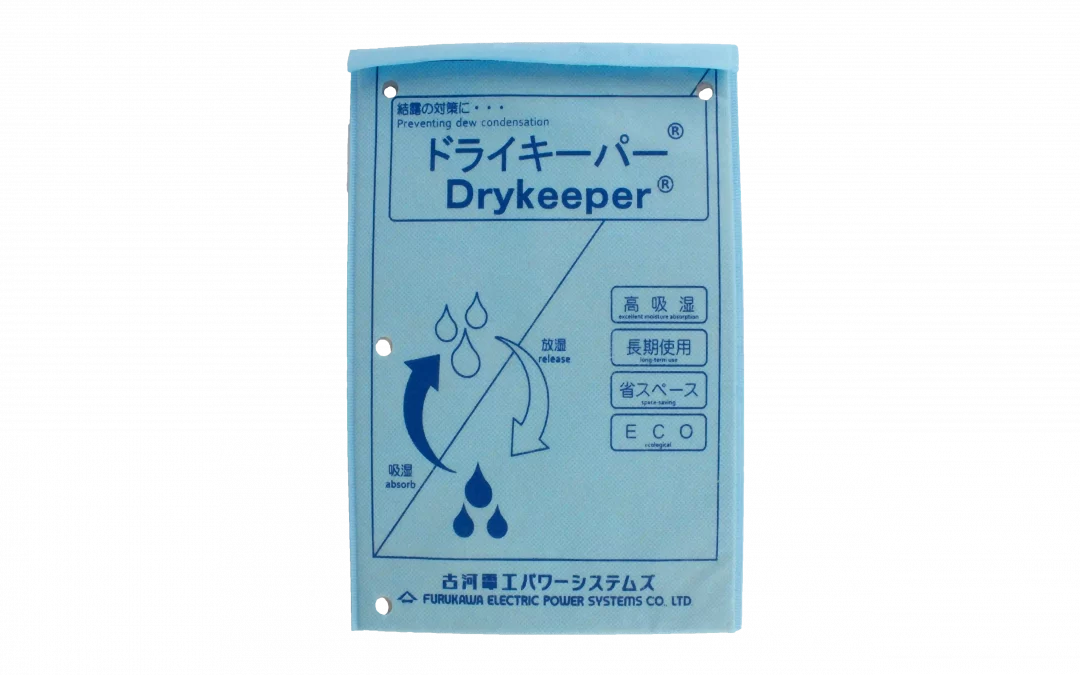 結露の対策に・・・
Preventing dew condensation
ドライキーパー®
Drykeeper®
高吸湿
excellent moisture absorption
放湿
release
長期使用
long-term use
省スペース
space-saving
ECO
ecological
吸湿
absorb
古河電工パワーシステムズ
FURUKAWA ELECTRIC POWER SYSTEMS CO., LTD.